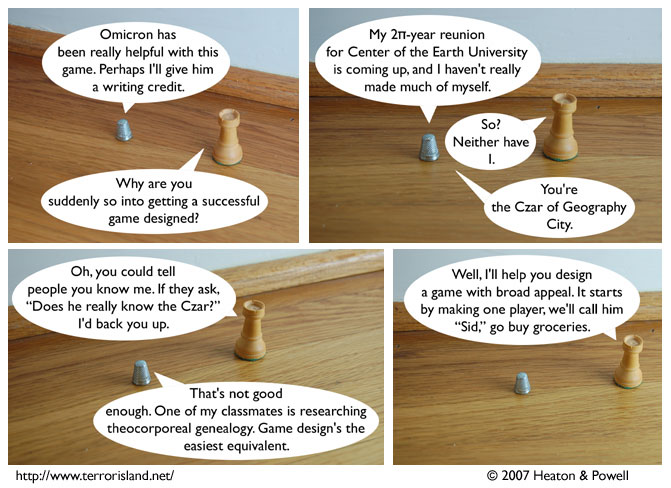 Omicron has
been really helpful with this
game. Perhaps I'll give him
a writing credit.
Why are you
suddenly so into getting a successful
game designed?
My 2π-year reunion
for Center of the Earth University
is coming up, and I haven't really
made much of myself.
So?
Neither have
I.
You're
the Czar of Geography
City.
Oh, you could tell
people you know me. If they ask,
“Does he really know the Czar?”
I'd back you up.
That's not good
enough. One of my classmates is researching
theocorporeal genealogy. Game design's the
easiest equivalent.
Well, I'll help you design
a game with broad appeal. It starts
by making one player, we'll call him
“Sid,” go buy groceries.
http://www.terrorisland.net/
© 2007 Heaton & Powell